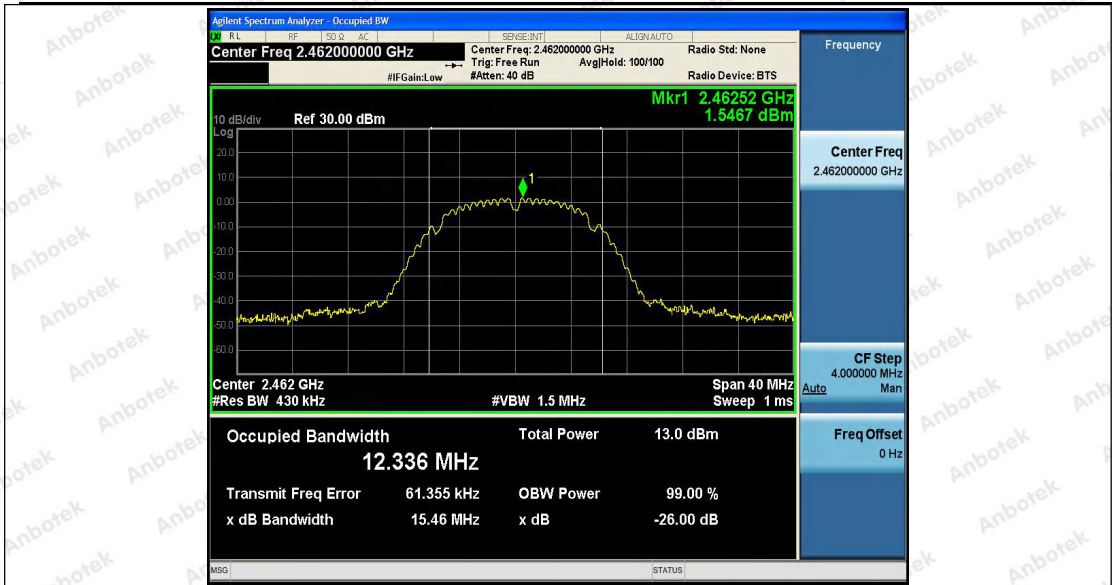 Agilent Spectrum Analyzer - Occupied BW
LXI RL RF 50 Ω AC SENSE:INT ALIGN AUTO
Center Freq 2.462000000 GHz
#IFGain:Low
Center Freq: 2.462000000 GHz
Trig: Free Run Avg|Hold: 100/100
#Atten: 40 dB
Radio Std: None
Radio Device: BTS
Mkr1 2.46252 GHz
1.5467 dBm
10 dB/div Ref 30.00 dBm
Log
20.0
10.0
0.00
-10.0
-20.0
-30.0
-40.0
-50.0
-60.0
1
Center 2.462 GHz Span 40 MHz
#Res BW 430 kHz #VBW 1.5 MHz Sweep 1 ms
Occupied Bandwidth Total Power 13.0 dBm
12.336 MHz
Transmit Freq Error 61.355 kHz OBW Power 99.00 %
x dB Bandwidth 15.46 MHz x dB -26.00 dB
MSG STATUS
Frequency
Center Freq
2.462000000 GHz
CF Step
4.000000 MHz
Auto Man
Freq Offset
0 Hz
Anbotek